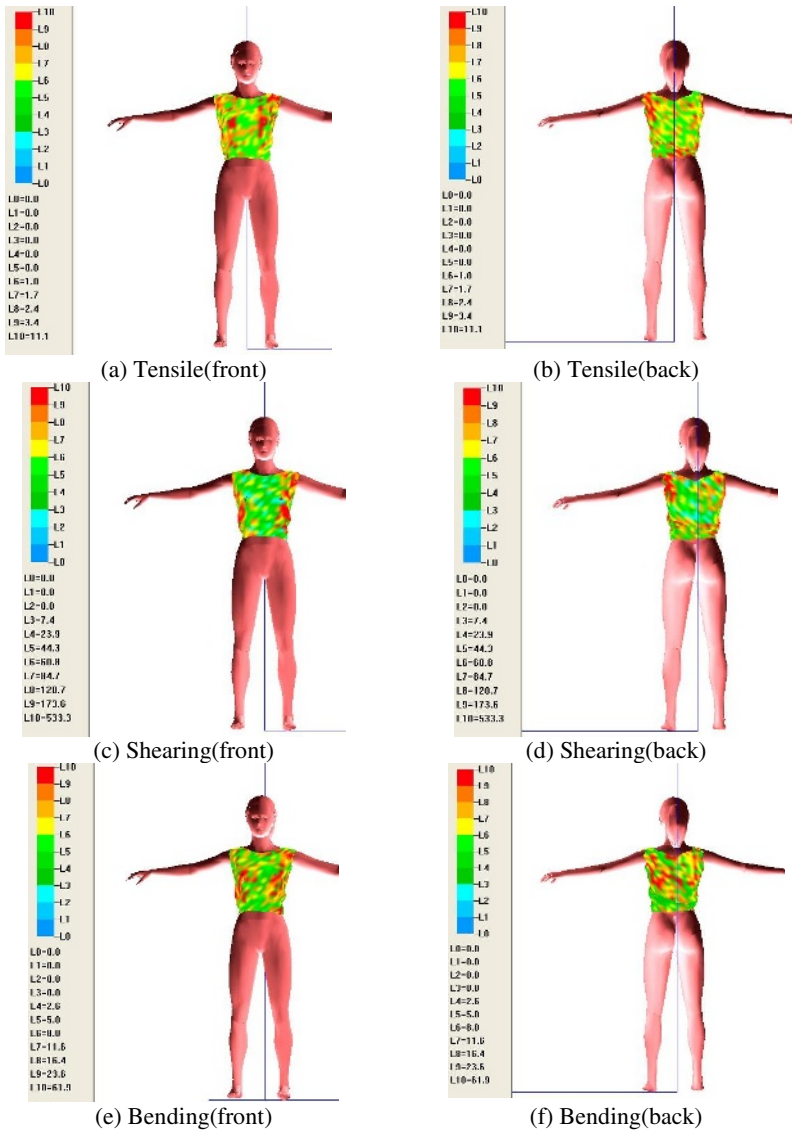 L10
L9
L8
L7
L6
L5
L4
L3
L2
L1
L0
L0=0.0
L1=0.0
L2=0.0
L3=0.0
L4=0.0
L5=0.0
L6=1.0
L7=1.7
L8=2.4
L9=3.4
L10=11.1
(a) Tensile(front)
L10
L9
L8
L7
L6
L5
L4
L3
L2
L1
L0
L0=0.0
L1=0.0
L2=0.0
L3=0.0
L4=0.0
L5=0.0
L6=1.0
L7=1.7
L8=2.4
L9=3.4
L10=11.1
(b) Tensile(back)
L10
L9
L8
L7
L6
L5
L4
L3
L2
L1
L0
L0=0.0
L1=0.0
L2=0.0
L3=7.4
L4=23.9
L5=44.3
L6=60.8
L7=84.7
L8=120.7
L9=173.6
L10=533.3
(c) Shearing(front)
L10
L9
L8
L7
L6
L5
L4
L3
L2
L1
L0
L0=0.0
L1=0.0
L2=0.0
L3=7.4
L4=23.9
L5=44.3
L6=60.8
L7=84.7
L8=120.7
L9=173.6
L10=533.3
(d) Shearing(back)
L10
L9
L8
L7
L6
L5
L4
L3
L2
L1
L0
L0=0.0
L1=0.0
L2=0.0
L3=0.0
L4=2.6
L5=5.0
L6=8.0
L7=11.6
L8=16.4
L9=23.6
L10=61.9
(e) Bending(front)
L10
L9
L8
L7
L6
L5
L4
L3
L2
L1
L0
L0=0.0
L1=0.0
L2=0.0
L3=0.0
L4=2.6
L5=5.0
L6=8.0
L7=11.6
L8=16.4
L9=23.6
L10=61.9
(f) Bending(back)